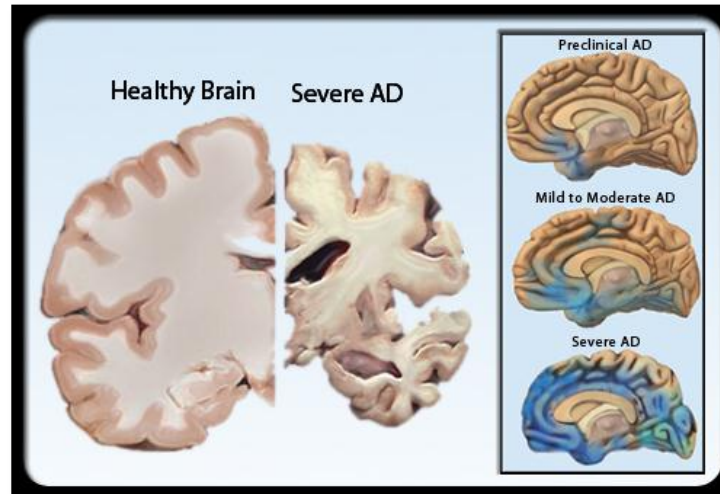 Healthy Brain
Severe AD
Preclinical AD
Mild to Moderate AD
Severe AD